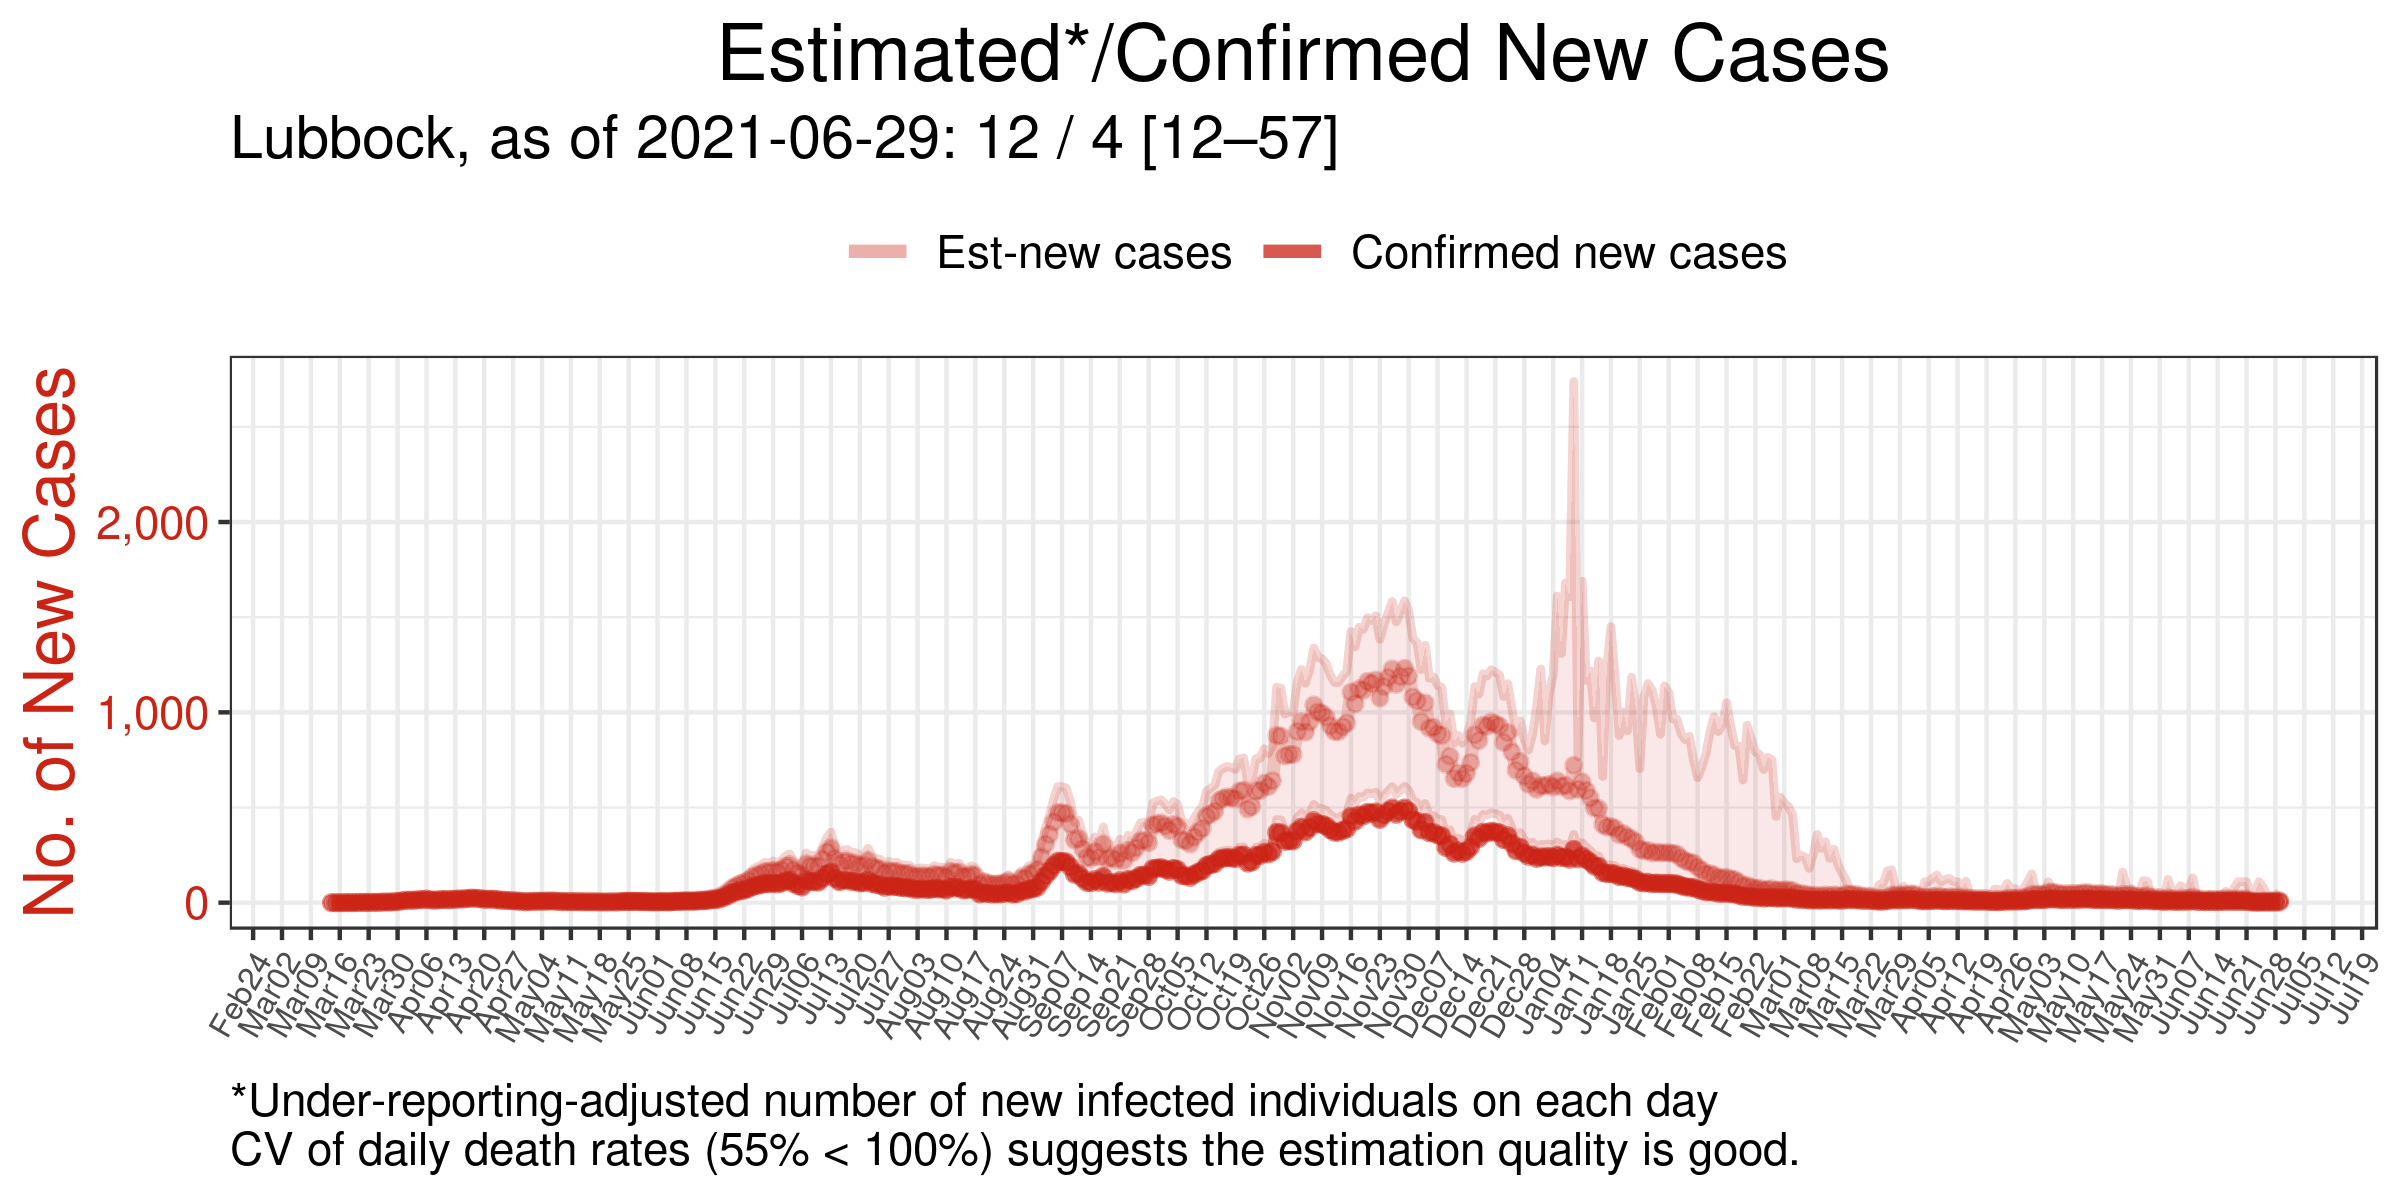 Estimated*/Confirmed New Cases
Lubbock, as of 2021-06-29: 12 / 4 [12–57]
Est-new cases
Confirmed new cases
No. of New Cases
2,000
1,000
0
Feb24
Mar02
Mar09
Mar16
Mar23
Mar30
Apr06
Apr13
Apr20
Apr27
May04
May11
May18
May25
Jun01
Jun08
Jun15
Jun22
Jun29
Jul06
Jul13
Jul20
Jul27
Aug03
Aug10
Aug17
Aug24
Aug31
Sep07
Sep14
Sep21
Sep28
Oct05
Oct12
Oct19
Oct26
Nov02
Nov09
Nov16
Nov23
Nov30
Dec07
Dec14
Dec21
Dec28
Jan04
Jan11
Jan18
Jan25
Feb01
Feb08
Feb15
Feb22
Mar01
Mar08
Mar15
Mar22
Mar29
Apr05
Apr12
Apr19
Apr26
May03
May10
May17
May24
May31
Jun07
Jun14
Jun21
Jun28
Jul05
Jul12
Jul19
*Under-reporting-adjusted number of new infected individuals on each day
CV of daily death rates (55% < 100%) suggests the estimation quality is good.